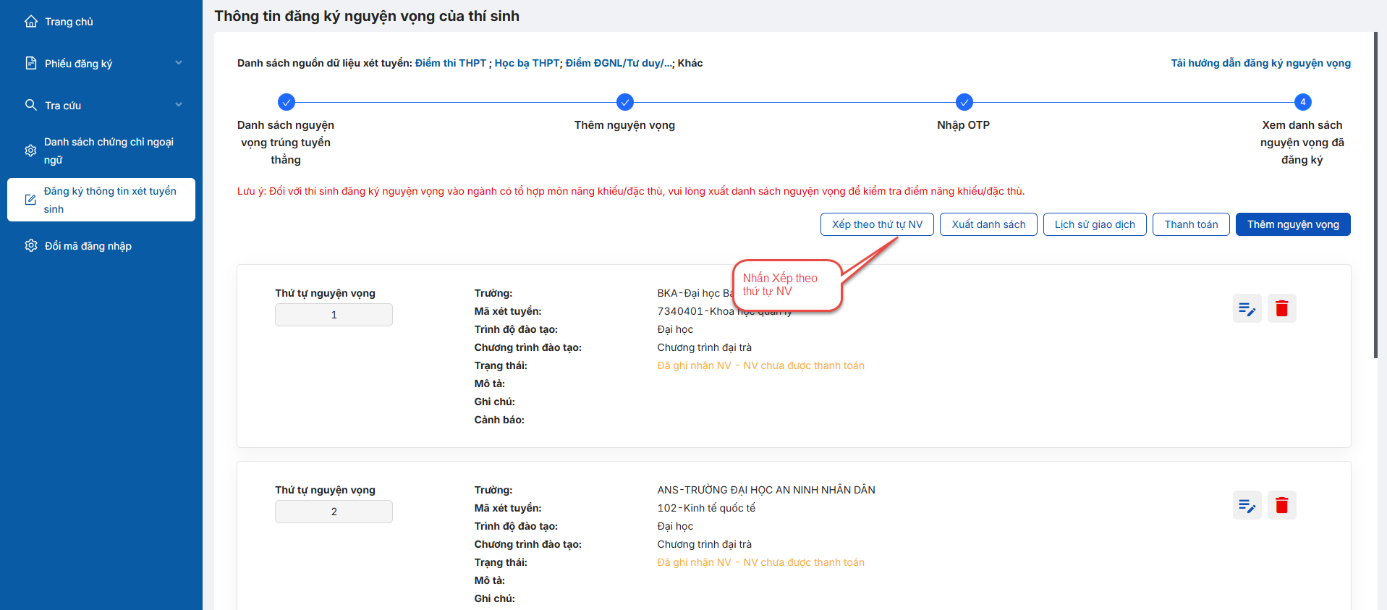 Trang chủ
Phiếu đăng ký
Tra cứu
Danh sách chứng chỉ ngoại
ngữ
Đăng ký thông tin xét tuyển
sinh
Đổi mã đăng nhập
Thông tin đăng ký nguyện vọng của thí sinh
Danh sách nguồn dữ liệu xét tuyển: Điểm thi THPT ; Học bạ THPT; Điểm ĐGNL/Tư duy/...; Khác
Tải hướng dẫn đăng ký nguyện vọng
4
Danh sách nguyện
vọng trúng tuyển
thẳng
Thêm nguyện vọng
Nhập OTP
Xem danh sách
nguyện vọng đã
đăng ký
Lưu ý: Đối với thí sinh đăng ký nguyện vọng vào ngành có tổ hợp môn năng khiếu/đặc thù, vui lòng xuất danh sách nguyện vọng để kiểm tra điểm năng khiếu/đặc thù.
Xếp theo thứ tự NV
Xuất danh sách
Lịch sử giao dịch
Thanh toán
Thêm nguyện vọng
Nhấn Xếp theo
thứ tự NV
Thứ tự nguyện vọng
1
Trường: BKA-Đại học
Mã xét tuyển: 7340401-Khoa học quản lý
Trình độ đào tạo: Đại học
Chương trình đào tạo: Chương trình đại trà
Trạng thái: Đã ghi nhận NV - NV chưa được thanh toán
Mô tả:
Ghi chú:
Cảnh báo:
Thứ tự nguyện vọng
2
Trường: ANS-TRƯỜNG ĐẠI HỌC AN NINH NHÂN DÂN
Mã xét tuyển: 102-Kinh tế quốc tế
Trình độ đào tạo: Đại học
Chương trình đào tạo: Chương trình đại trà
Trạng thái: Đã ghi nhận NV - NV chưa được thanh toán
Mô tả:
Ghi chú: